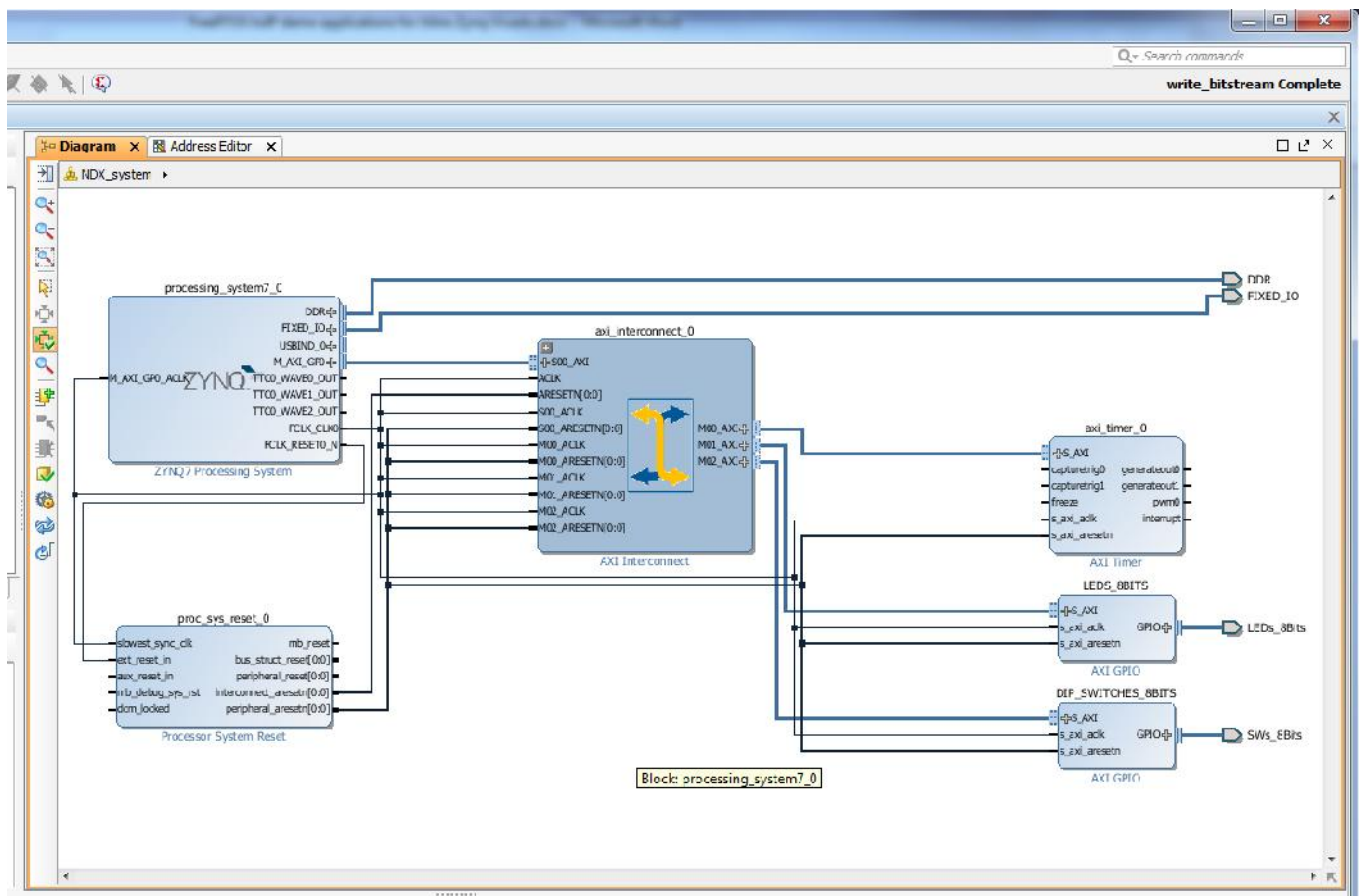 Search commands
write_bitstream Complete
Diagram
Address Editor
NDK_system
DDR
FIXED_IO
processing_system7_0
DDR
FIXED_IO
USBIND_0
M_AXI_GP0
M_AXI_GP0_ACLK
ZYNQ
TTC0_WAVE0_OUT
TTC0_WAVE1_OUT
TTC0_WAVE2_OUT
FCLK_CLK0
FCLK_RESET0_N
ZYNQ7 Processing System
axi_interconnect_0
S00_AXI
ACLK
ARESETN[0:0]
S00_ACLK
S00_ARESETN[0:0]
M00_ACLK
M00_ARESETN[0:0]
M01_ACLK
M01_ARESETN[0:0]
M02_ACLK
M02_ARESETN[0:0]
M00_AXI
M01_AXI
M02_AXI
AXI Interconnect
axi_timer_0
S_AXI
capturetrig0
capturetrig1
freeze
s_axi_aclk
s_axi_aresetn
generateout0
generateout1
pwm0
interrupt
AXI Timer
LEDS_8BITS
S_AXI
s_axi_aclk
s_axi_aresetn
GPIO
AXI GPIO
LEDs_8Bits
DIP_SWITCHES_8BITS
S_AXI
s_axi_aclk
s_axi_aresetn
GPIO
AXI GPIO
SWs_8Bits
proc_sys_reset_0
slowest_sync_clk
ext_reset_in
aux_reset_in
mb_debug_sys_rst
dcm_locked
mb_reset
bus_struct_reset[0:0]
peripheral_reset[0:0]
interconnect_aresetn[0:0]
peripheral_aresetn[0:0]
Processor System Reset
Block: processing_system7_0